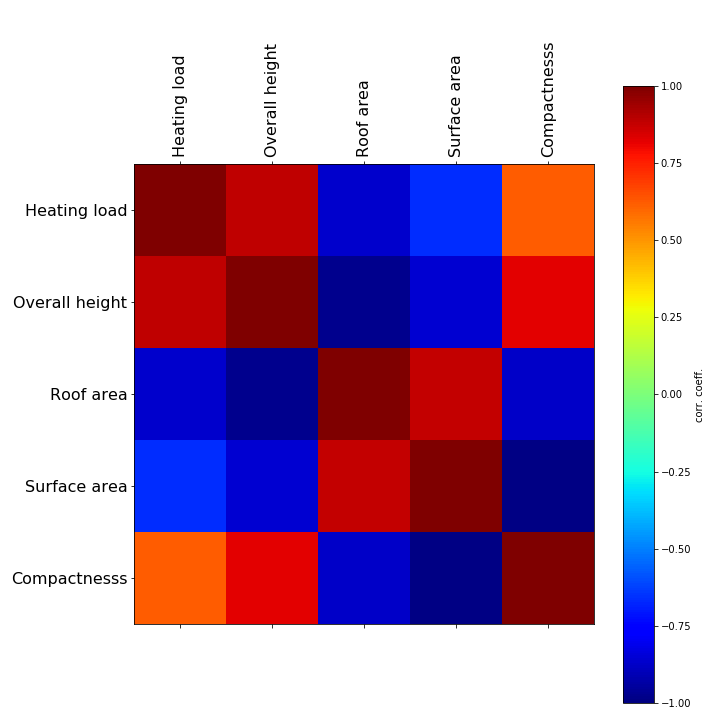 Heating load
Overall height
Roof area
Surface area
Compactnesss
Heating load
Overall height
Roof area
Surface area
Compactnesss
1.00
0.75
0.50
0.25
0.00
−0.25
−0.50
−0.75
−1.00
corr. coeff.